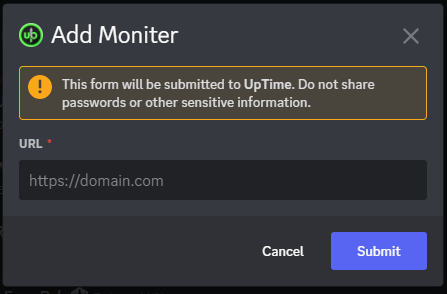 up
Add Moniter
This form will be submitted to UpTime. Do not share
passwords or other sensitive information.
URL *
https://domain.com
Cancel Submit